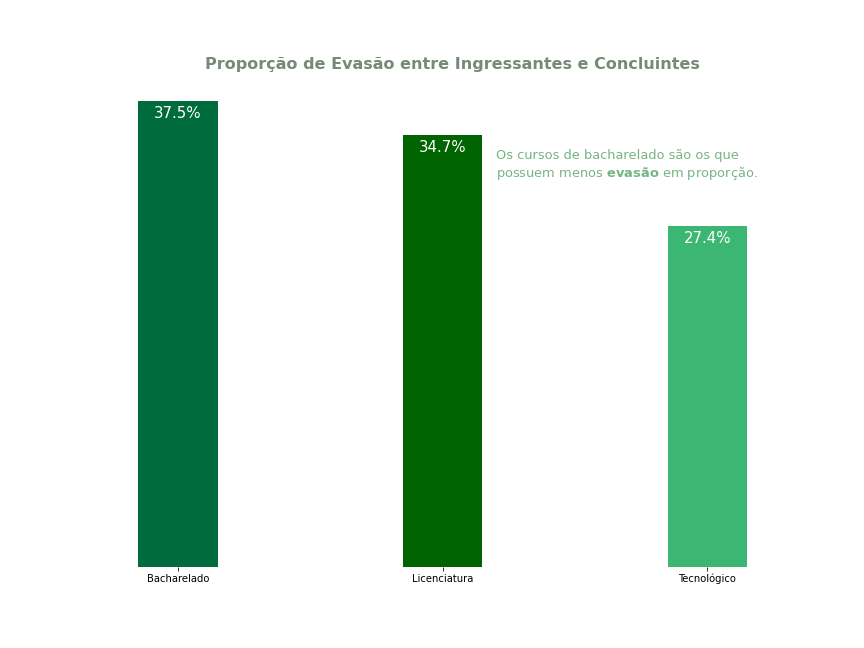 Proporção de Evasão entre Ingressantes e Concluintes
37.5%
34.7%
Os cursos de bacharelado são os que
possuem menos evasão em proporção.
27.4%
Bacharelado
Licenciatura
Tecnológico